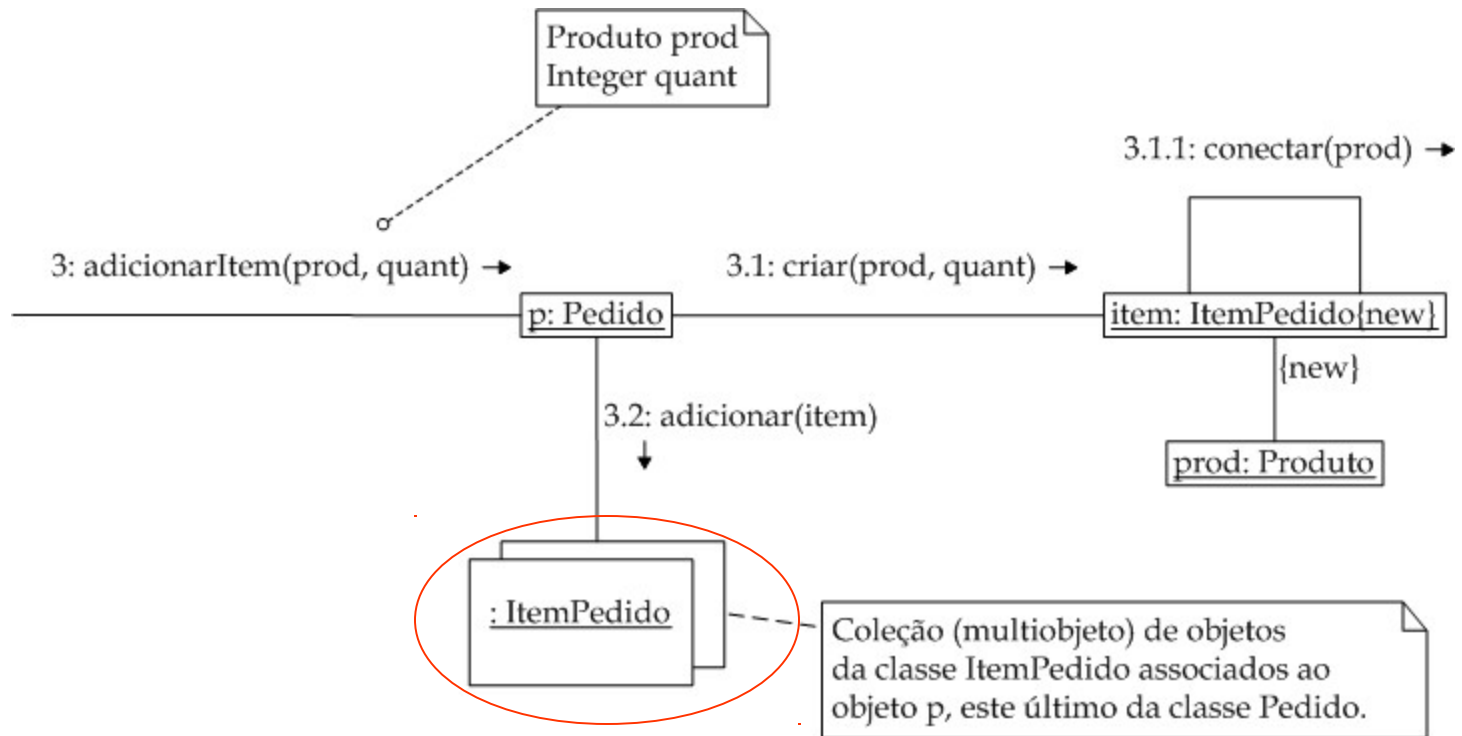 Produto prod
Integer quant
3.1.1: conectar(prod)
3: adicionarItem(prod, quant)
3.1: criar(prod, quant)
p: Pedido
item: ItemPedido{new}
{new}
3.2: adicionar(item)
prod: Produto
: ItemPedido
Coleção (multiobjeto) de objetos
da classe ItemPedido associados ao
objeto p, este último da classe Pedido.